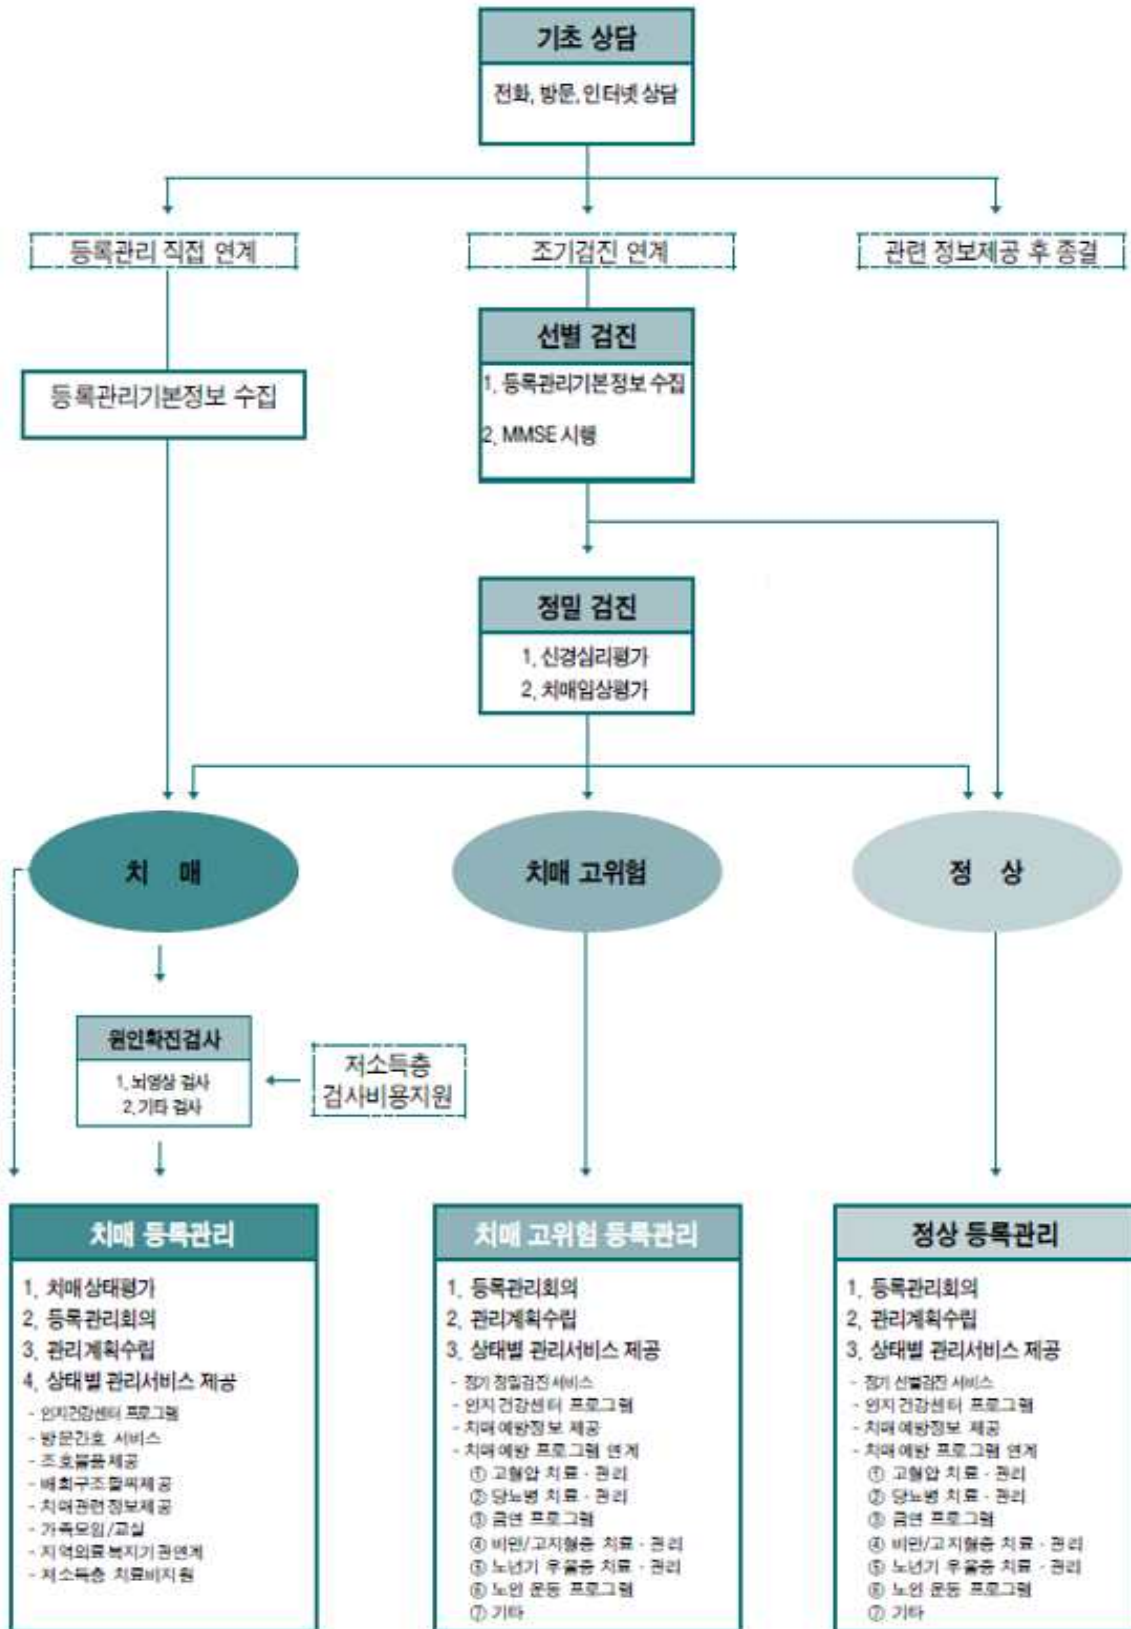 기초 상담
전화, 방문, 인터넷 상담
등록관리 직접 연계
조기검진 연계
관련 정보제공 후 종결
등록관리기본정보 수집
선별 검진
1. 등록관리기본정보 수집
2. MMSE 시행
정밀 검진
1. 신경심리평가
2. 치매임상평가
치 매
치매 고위험
정 상
원인확진검사
1. 뇌영상 검사
2. 기타 검사
저소득층
검사비용지원
치매 등록관리
1. 치매상태평가
2. 등록관리회의
3. 관리계획수립
4. 상태별 관리서비스 제공
- 인지건강센터 프로그램
- 방문간호 서비스
- 조호물품제공
- 배회구조팔찌제공
- 치매관련정보제공
- 가족모임/교실
- 지역의료복지기관연계
- 저소득층 치료비지원
치매 고위험 등록관리
1. 등록관리회의
2. 관리계획수립
3. 상태별 관리서비스 제공
- 정기 정밀검진서비스
- 인지건강센터 프로그램
- 치매예방정보 제공
- 치매예방 프로그램 연계
① 고혈압 치료 · 관리
② 당뇨병 치료 · 관리
③ 금연 프로그램
④ 비만/고지혈증 치료 · 관리
⑤ 노년기 우울증 치료 · 관리
⑥ 노인 운동 프로그램
⑦ 기타
정상 등록관리
1. 등록관리회의
2. 관리계획수립
3. 상태별 관리서비스 제공
- 정기 선별검진 서비스
- 인지건강센터 프로그램
- 치매예방정보 제공
- 치매예방 프로그램 연계
① 고혈압 치료 · 관리
② 당뇨병 치료 · 관리
③ 금연 프로그램
④ 비만/고지혈증 치료 · 관리
⑤ 노년기 우울증 치료 · 관리
⑥ 노인 운동 프로그램
⑦ 기타